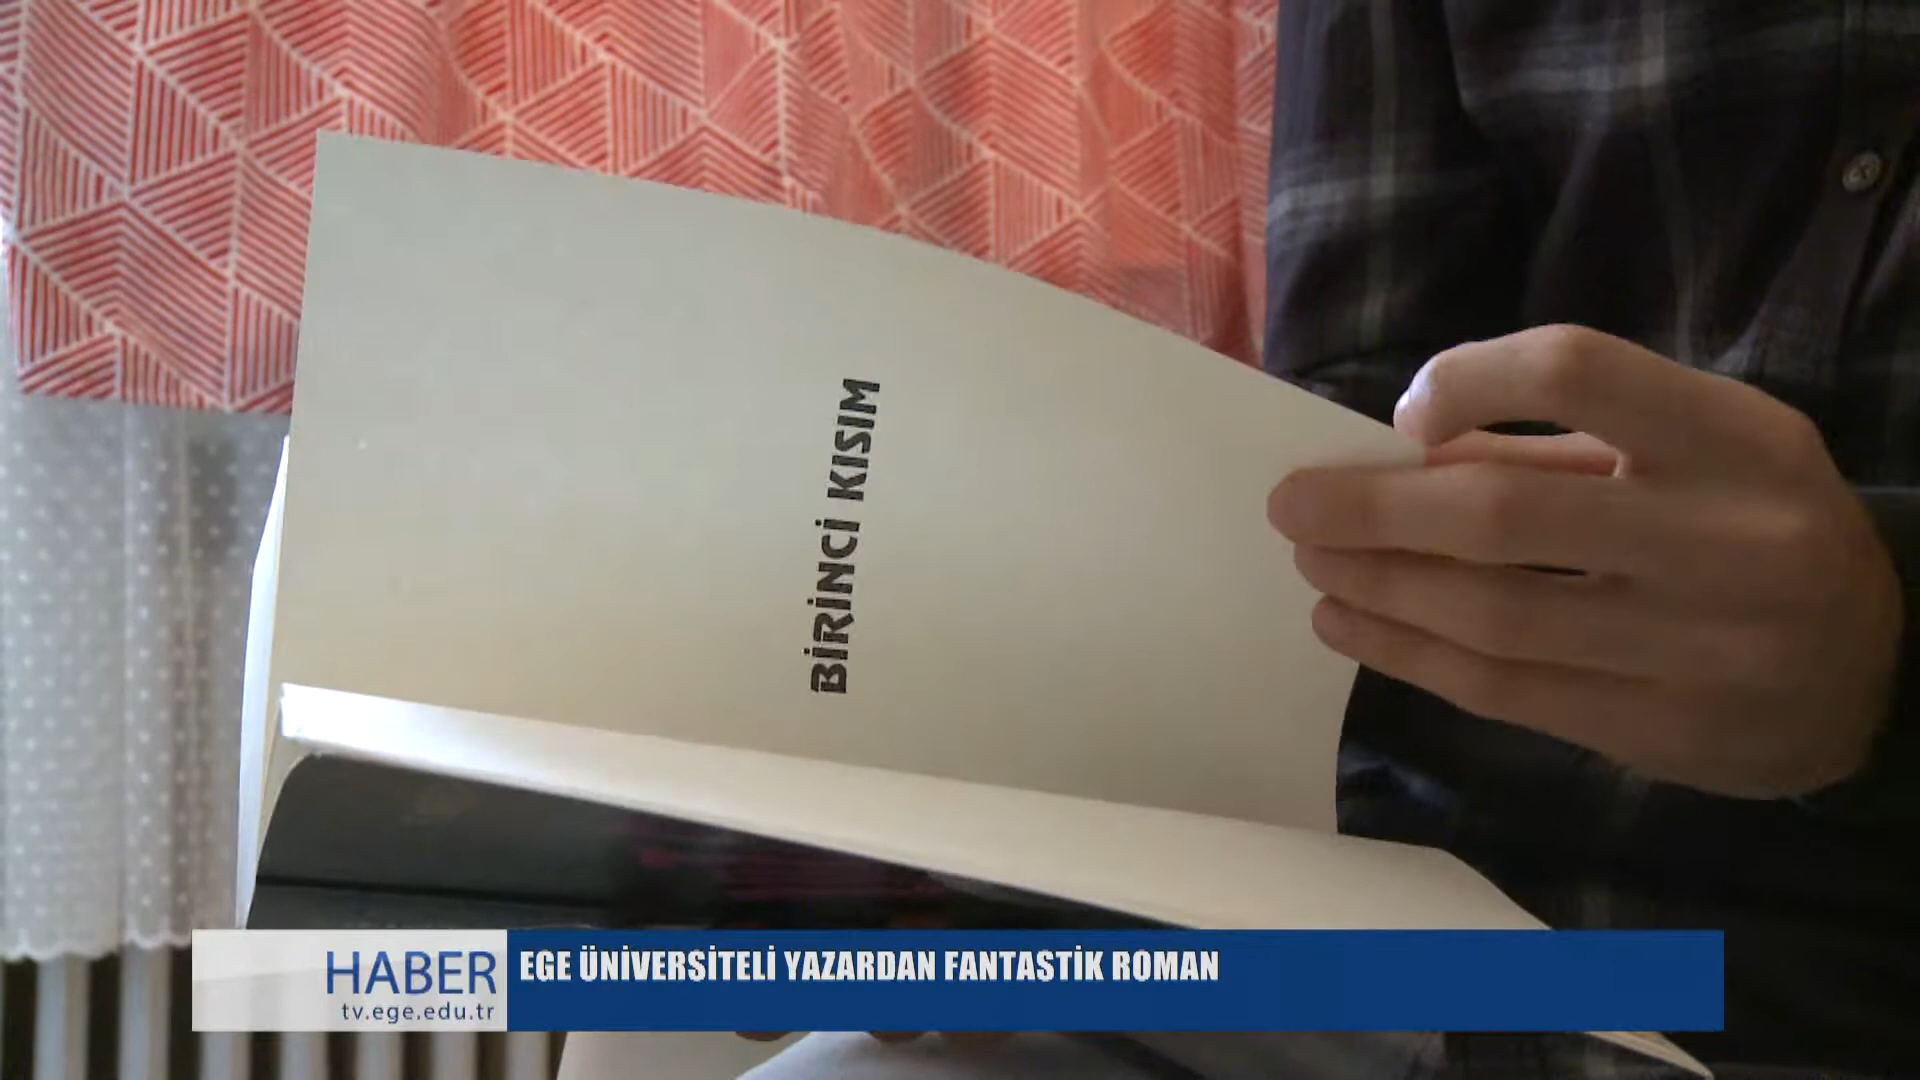 BİRİNCİ KISIM
HABER
tv.ege.edu.tr
EGE ÜNİVERSİTELİ YAZARDAN FANTASTİK ROMAN